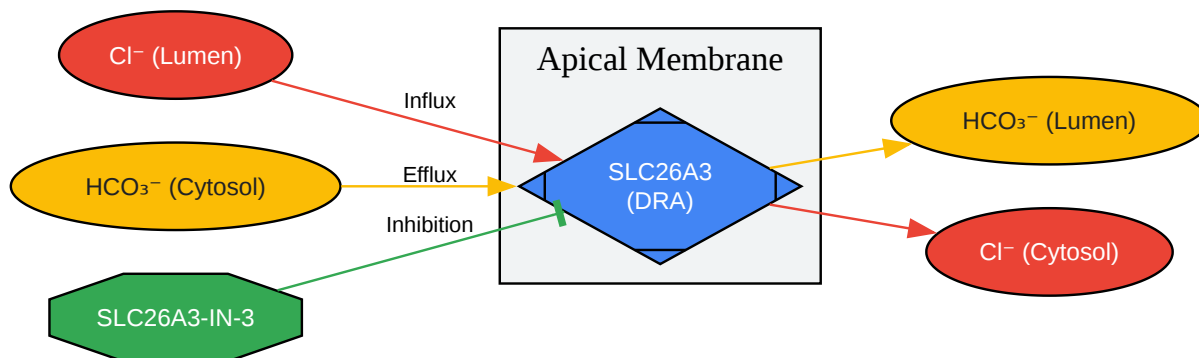 Cl⁻ (Lumen)
Apical Membrane
Influx
HCO₃⁻ (Lumen)
HCO₃⁻ (Cytosol)
Efflux
SLC26A3
(DRA)
Inhibition
Cl⁻ (Cytosol)
SLC26A3-IN-3